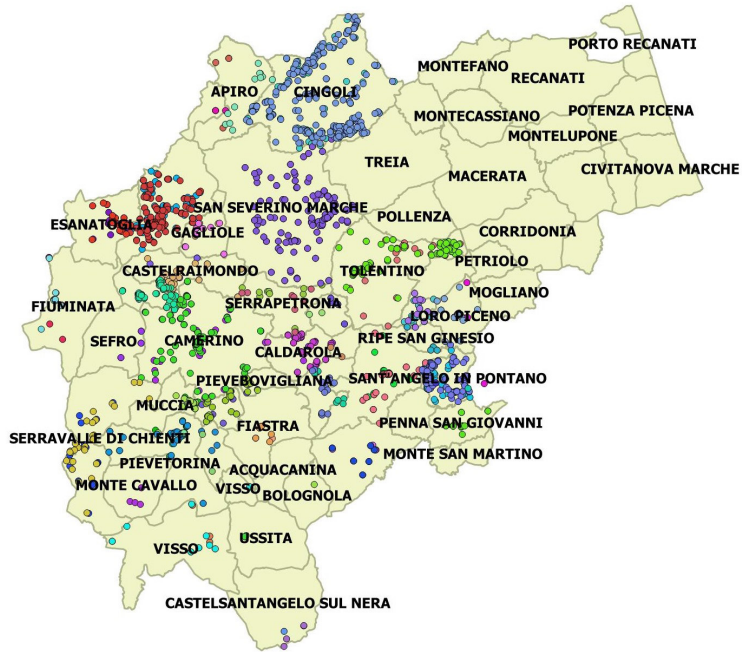 PORTO RECANATI
MONTEFANO
RECANATI
APIRO
CINGOLI
MONTECASSIANO
POTENZA PICENA
MONTELUPONE
TREIA
MACERATA
CIVITANOVA MARCHE
SAN SEVERINO MARCHE
POLLENZA
ESANATOGLIA
GAGLIOLE
CORRIDONIA
CASTELRAIMONDO
TOLENTINO
PETRIOLO
MOGLIANO
FIUMINATA
SERRAPETRONA
LORO PICENO
SEFRO
CAMERINO
RIPE SAN GINESIO
CALDAROLA
PIEVEBOVIGLIANA
SANT'ANGELO IN PONTANO
MUCCIA
PENNA SAN GIOVANNI
FIASTRA
SERRAVALLE DI CHIENTI
MONTE SAN MARTINO
PIEVETORINA
ACQUACANINA
MONTE CAVALLO
VISSO
BOLOGNOLA
USSITA
VISSO
CASTELSANTANGELO SUL NERA